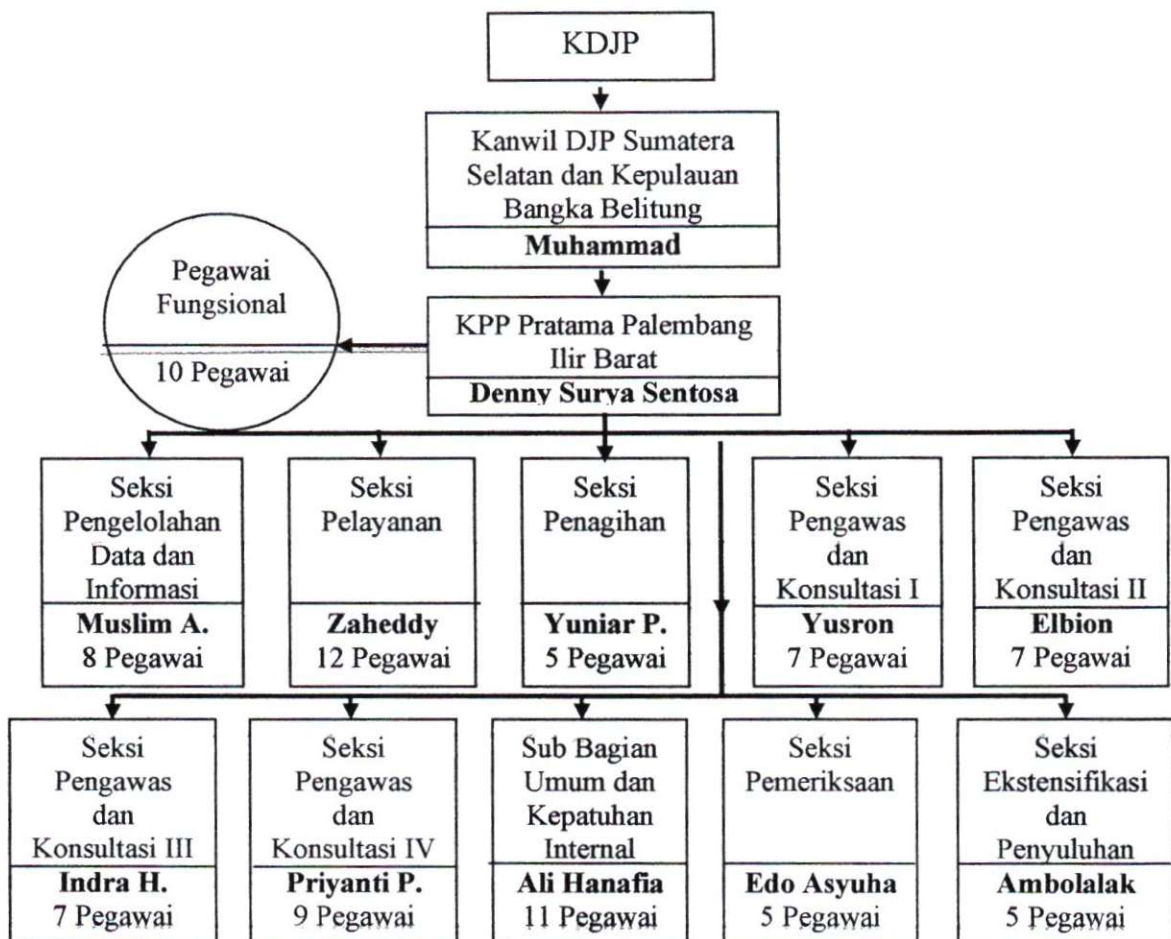 KDJP
Kanwil DJP Sumatera
Selatan dan Kepulauan
Bangka Belitung
Muhammad
Pegawai
Fungsional
10 Pegawai
KPP Pratama Palembang
Ilir Barat
Denny Surya Sentosa
Seksi
Pengelolahan
Data dan
Informasi
Muslim A.
8 Pegawai
Seksi
Pelayanan
Zaheddy
12 Pegawai
Seksi
Penagihan
Yuniar P.
5 Pegawai
Seksi
Pengawas
dan
Konsultasi I
Yusron
7 Pegawai
Seksi
Pengawas
dan
Konsultasi II
Elbion
7 Pegawai
Seksi
Pengawas
dan
Konsultasi III
Indra H.
7 Pegawai
Seksi
Pengawas
dan
Konsultasi IV
Priyanti P.
9 Pegawai
Sub Bagian
Umum dan
Kepatuhan
Internal
Ali Hanafia
11 Pegawai
Seksi
Pemeriksaan
Edo Asyuha
5 Pegawai
Seksi
Ekstensifikasi
dan
Penyuluhan
Ambolalak
5 Pegawai